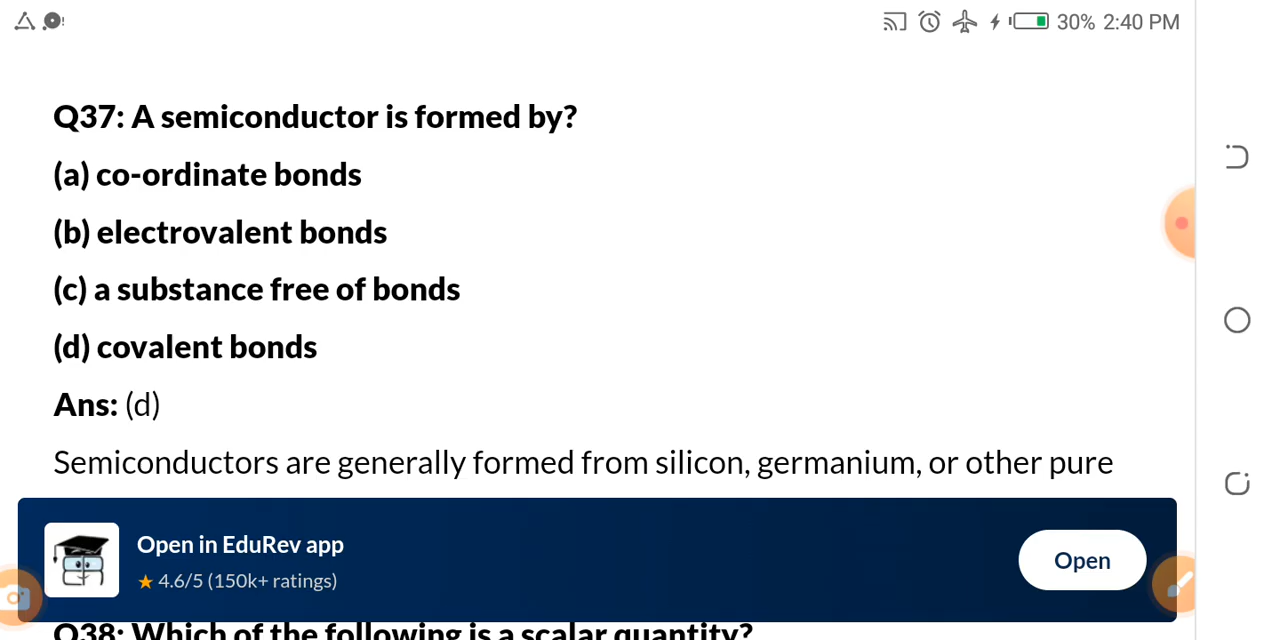 30% 2:40 PM
Q37: A semiconductor is formed by?
(a) co-ordinate bonds
(b) electrovalent bonds
(c) a substance free of bonds
(d) covalent bonds
Ans: (d)
Semiconductors are generally formed from silicon, germanium, or other pure
Open in EduRev app
★ 4.6/5 (150k+ ratings)
Open
Q38: Which of the following is a scalar quantity?